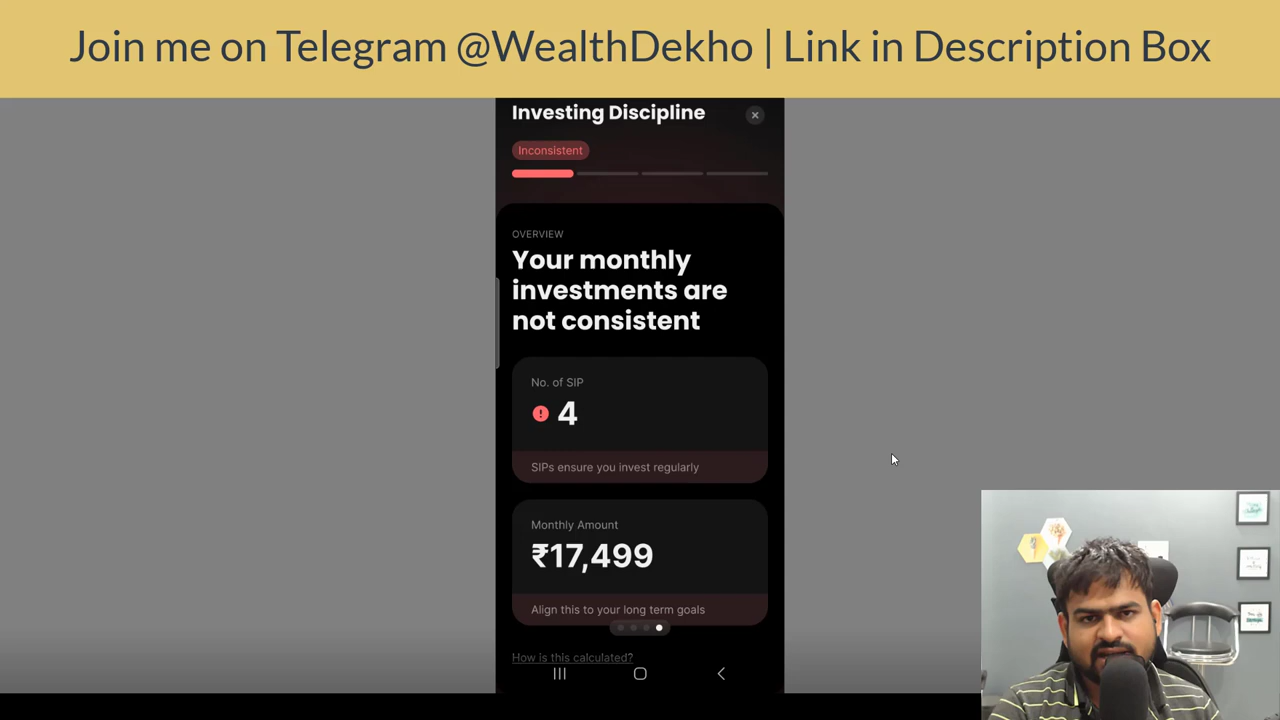 Join me on Telegram @WealthDekho | Link in Description Box
Investing Discipline
Inconsistent
OVERVIEW
Your monthly
investments are
not consistent
No. of SIP
4
SIPs ensure you invest regularly
Monthly Amount
₹17,499
Align this to your long term goals
How is this calculated?